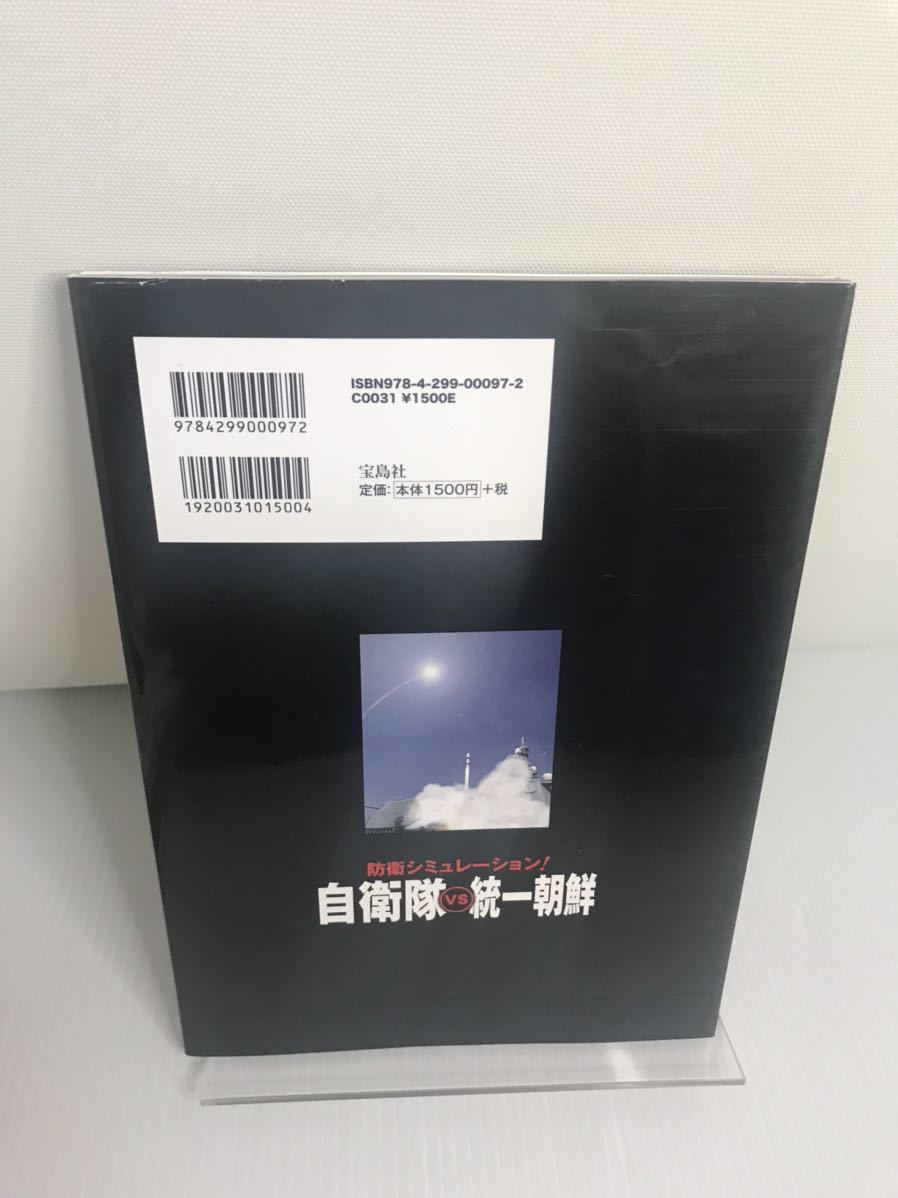 ISBN978-4-299-00097-2
C0031 ¥1500E
9784299000972
宝島社
定価：本体1500円＋税
1920031015004
防衛シミュレーション！
自衛隊VS統一朝鮮